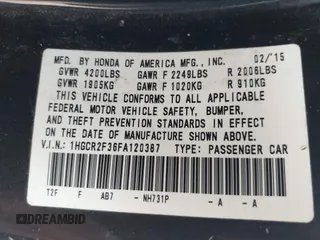 MFD. BY HONDA OF AMERICA MFG., INC. 02/15
GVWR 4200LBS GAWR F 2249LBS R 2006LBS
GVWR 1905KG GAWR F 1020KG R 910KG
THIS VEHICLE CONFORMS TO ALL APPLICABLE
FEDERAL MOTOR VEHICLE SAFETY, BUMPER,
AND THEFT PREVENTION STANDARDS IN EFFECT ON
THE DATE OF MANUFACTURE SHOWN ABOVE.
V.I.N.: 1HGCR2F36FA120387 TYPE: PASSENGER CAR
T2F F AB7 - NH731P - A - A
DREAMBID